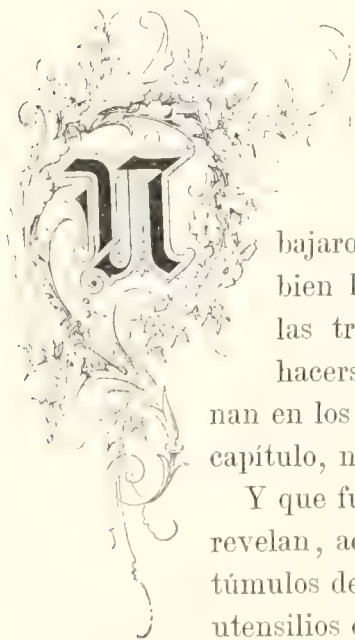 bajaro
bien
las tr
hacers
nan en los
capítulo, n
Y que fu
revelan, a
túmulos de
utensilios